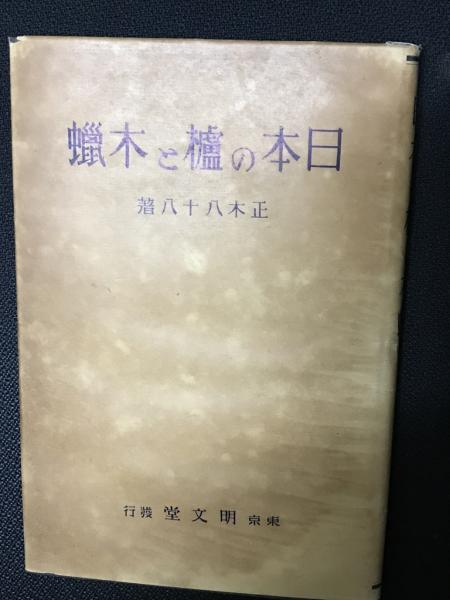 蠟木と櫨の本日
著八十八木正
行發堂文明京東